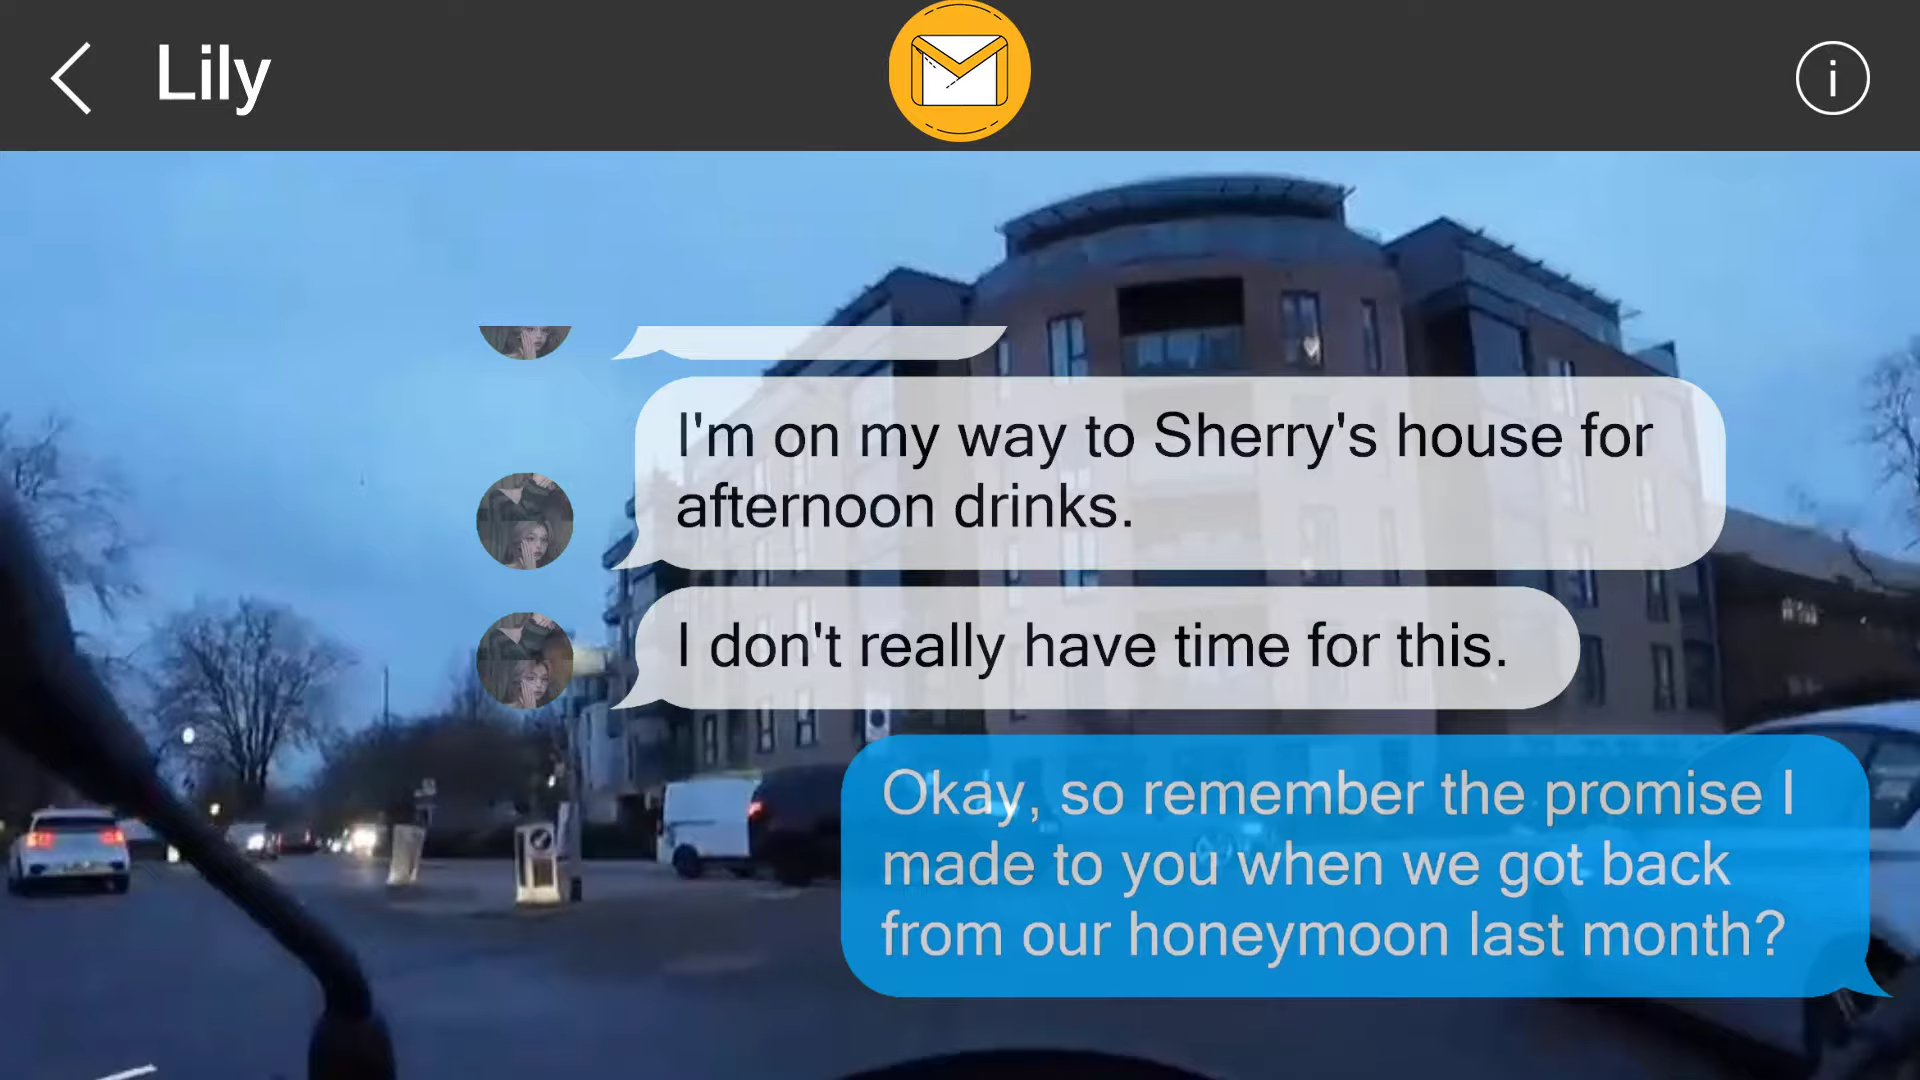 Lily
I'm on my way to Sherry's house for
afternoon drinks.
I don't really have time for this.
Okay, so remember the promise I
made to you when we got back
from our honeymoon last month?